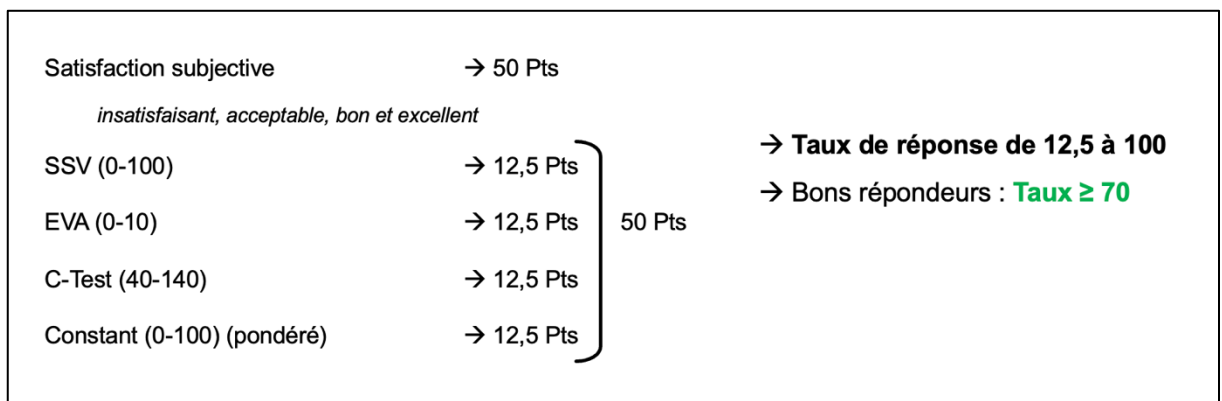 Satisfaction subjective → 50 Pts
insatisfaisant, acceptable, bon et excellent
SSV (0-100) → 12,5 Pts
EVA (0-10) → 12,5 Pts
C-Test (40-140) → 12,5 Pts
Constant (0-100) (pondéré) → 12,5 Pts
50 Pts
→ Taux de réponse de 12,5 à 100
→ Bons répondeurs : Taux ≥ 70